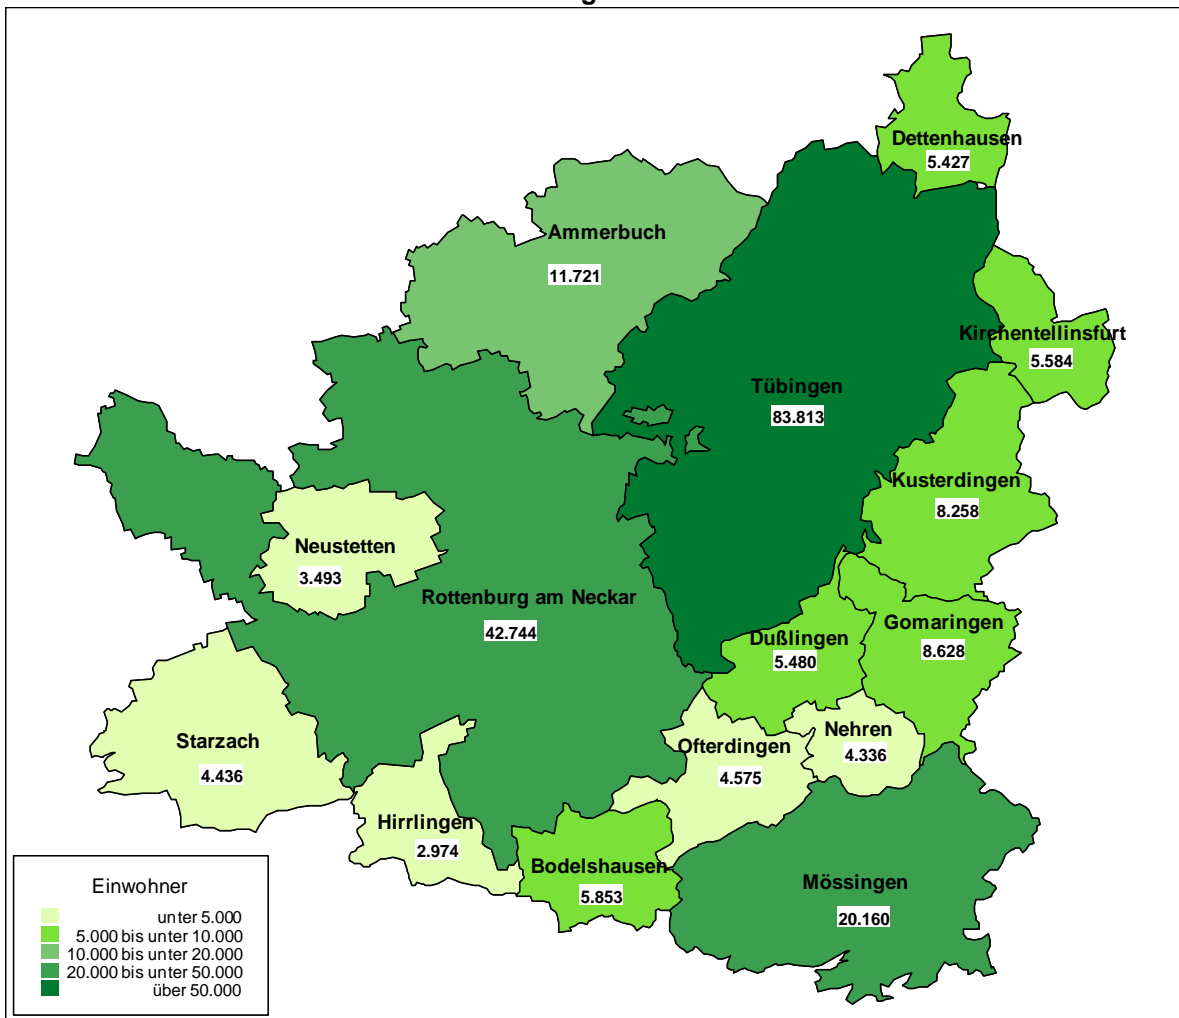 Dettenhausen
5.427
Ammerbuch
11.721
Kirchentellinsfurt
5.584
Tübingen
83.813
Kusterdingen
8.258
Neustetten
3.493
Rottenburg am Neckar
42.744
Gomaringen
8.628
Dußlingen
5.480
Nehren
4.336
Starzach
4.436
Ofterdingen
4.575
Hirrlingen
2.974
Bodelshausen
5.853
Mössingen
20.160
Einwohner
unter 5.000
5.000 bis unter 10.000
10.000 bis unter 20.000
20.000 bis unter 50.000
über 50.000